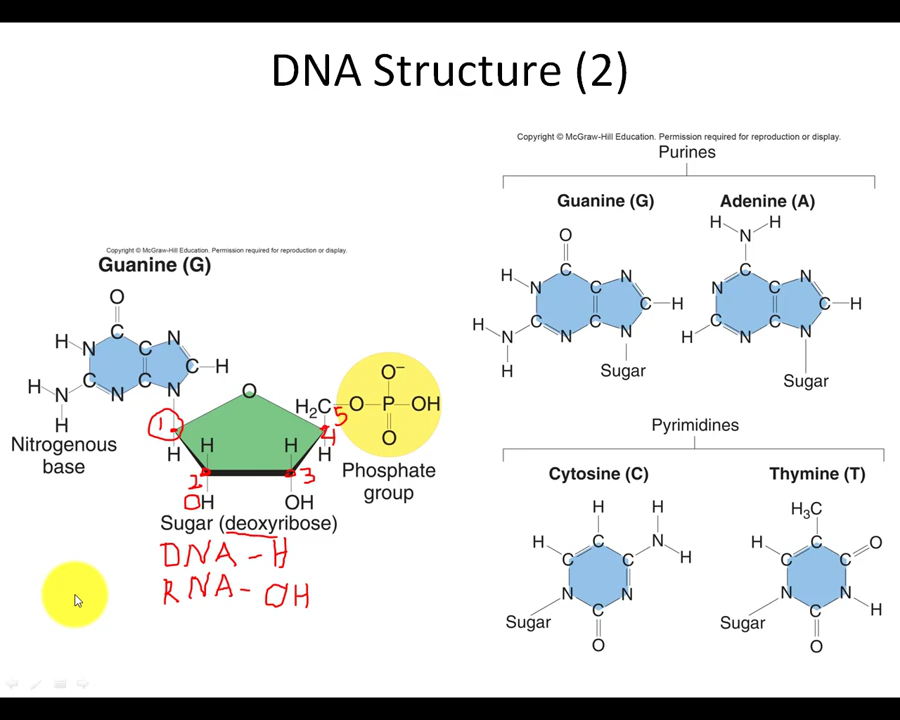 DNA Structure (2)
Copyright © McGraw-Hill Education. Permission required for reproduction or display.
Guanine (G)
O
C
H
N
N
C
C
H
H
N
C
N
C
N
H
Nitrogenous
base
O
1
H
H
H
2
3
OH
OH
H
4
H₂C
5
O
P
O⁻
OH
O
Phosphate
group
Sugar (deoxyribose)
DNA - H
RNA - OH
Copyright © McGraw-Hill Education. Permission required for reproduction or display.
Purines
Guanine (G)
O
H
C
N
N
C
C
H
H
N
C
N
C
N
H
Sugar
Adenine (A)
H
H
N
C
N
N
C
C
H
C
H
N
C
N
Sugar
Pyrimidines
Cytosine (C)
H
H
H
C
N
C
C
H
N
N
Sugar
C
O
Thymine (T)
H₃C
H
C
O
C
C
N
N
H
Sugar
C
O